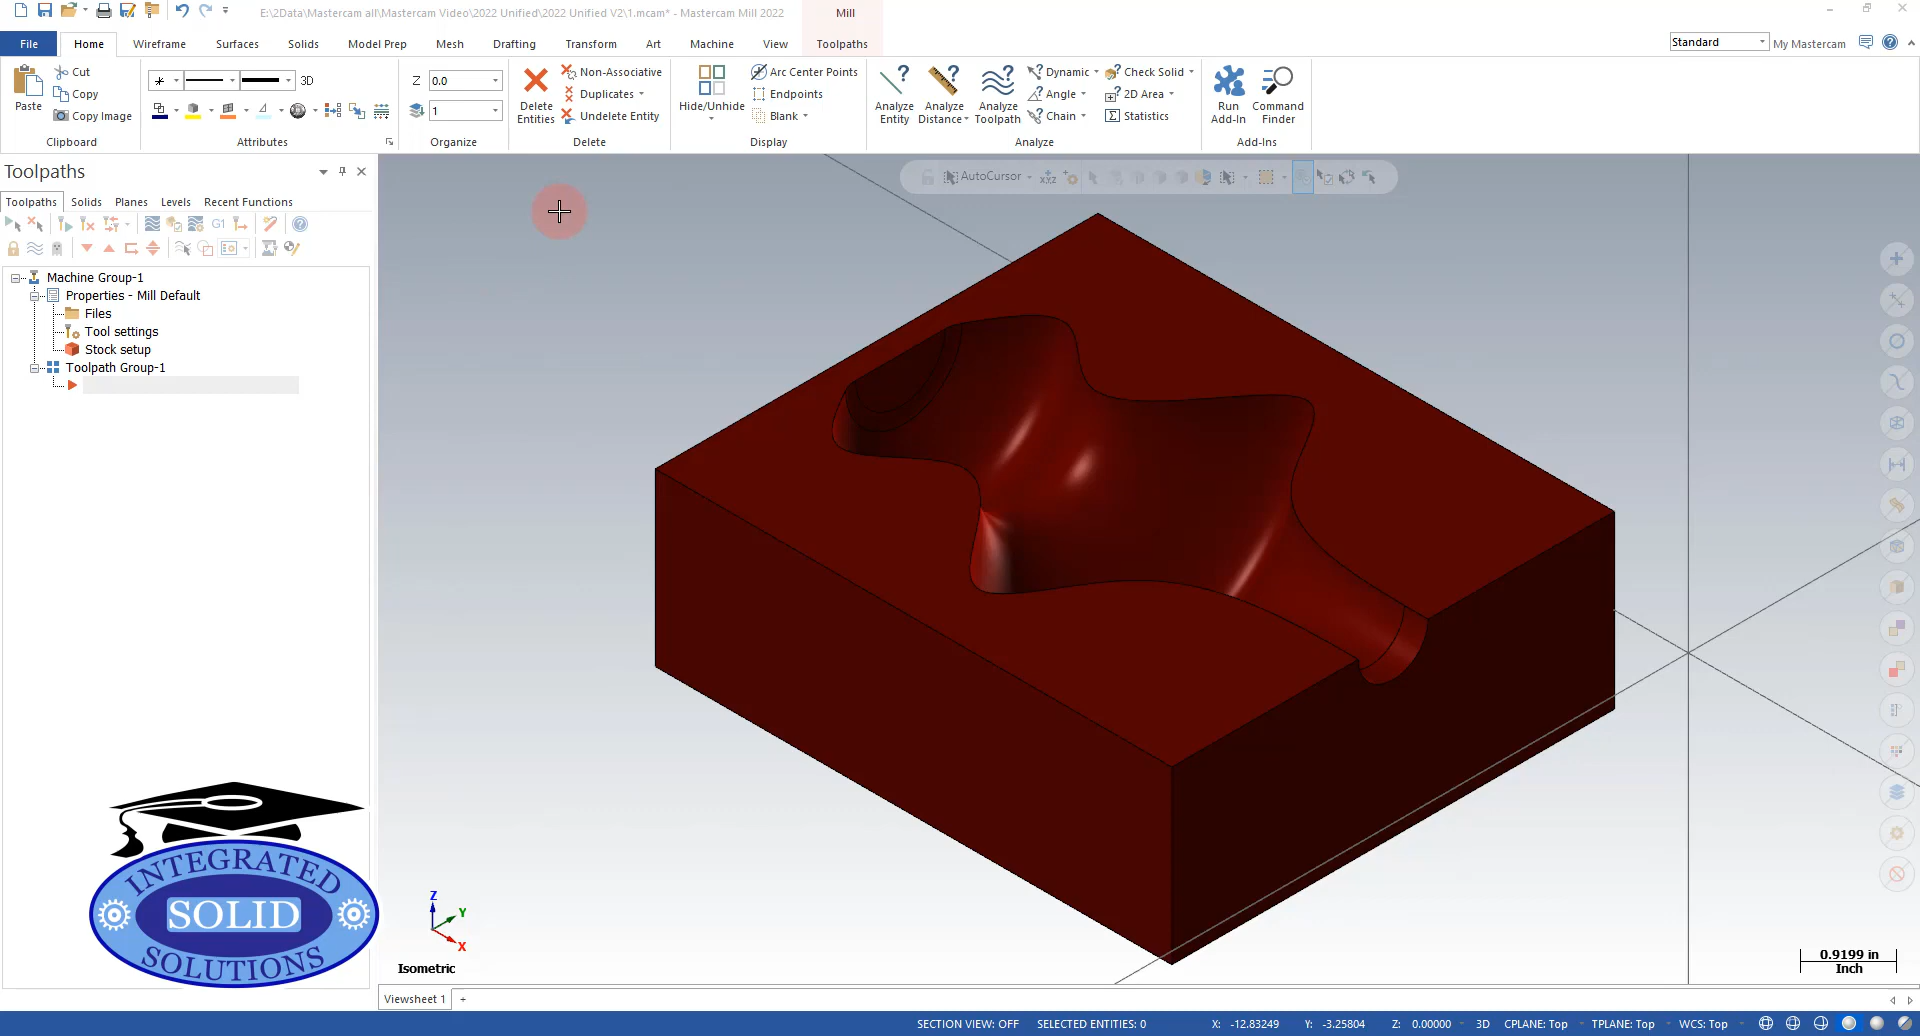 E:\2Data\Mastercam all\Mastercam Video\2022 Unified\2022 Unified V2\1.mcam* - Mastercam Mill 2022
Mill
File Home Wireframe Surfaces Solids Model Prep Mesh Drafting Transform Art Machine View Toolpaths
Standard My Mastercam
Paste
Cut
Copy
Copy Image
Clipboard
3D
Attributes
Z 0.0
1
Organize
Delete
Entities
Non-Associative
Duplicates
Undelete Entity
Delete
Hide/Unhide
Arc Center Points
Endpoints
Blank
Display
Analyze
Entity
Analyze
Distance
Analyze
Toolpath
Dynamic
Angle
Chain
Check Solid
2D Area
Statistics
Analyze
Run
Add-In
Command
Finder
Add-Ins
Toolpaths
Toolpaths Solids Planes Levels Recent Functions
G1
Machine Group-1
Properties - Mill Default
Files
Tool settings
Stock setup
Toolpath Group-1
AutoCursor
xyz
INTEGRATED
SOLID
SOLUTIONS
Z
Y
X
Isometric
0.9199 in
Inch
Viewsheet 1 +
SECTION VIEW: OFF SELECTED ENTITIES: 0 X: -12.83249 Y: -3.25804 Z: 0.00000 3D CPLANE: Top TPLANE: Top WCS: Top